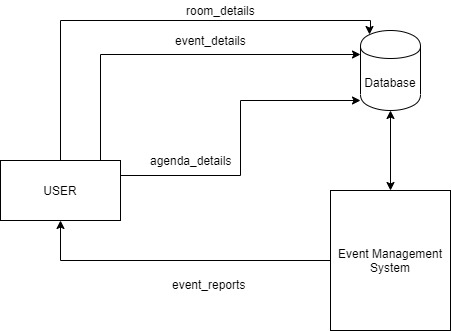 room_details
event_details
Database
agenda_details
USER
Event Management
System
event_reports